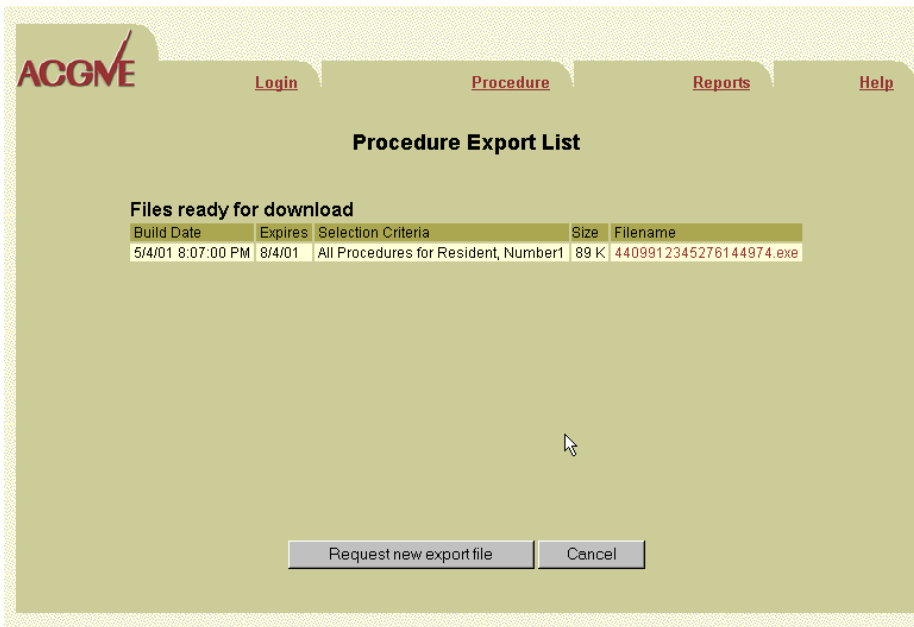 ACGME
Login Procedure Reports Help
Procedure Export List
Files ready for download
Build Date Expires Selection Criteria Size Filename
5/4/01 8:07:00 PM 8/4/01 All Procedures for Resident, Number1 89 K 4409912345276144974.exe
Request new export file Cancel